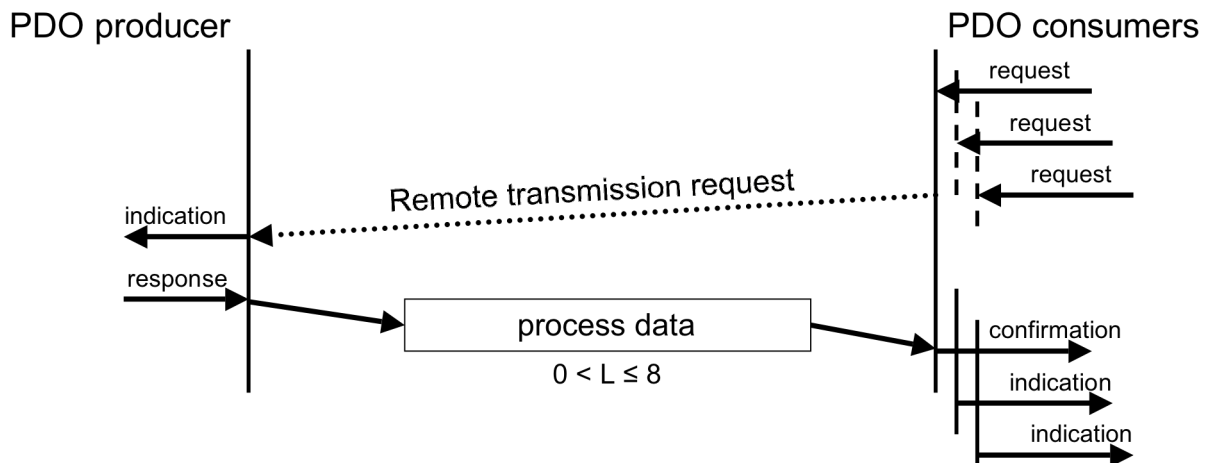 PDO producer
PDO consumers
request
request
request
Remote transmission request
indication
response
process data
0 < L ≤ 8
confirmation
indication
indication